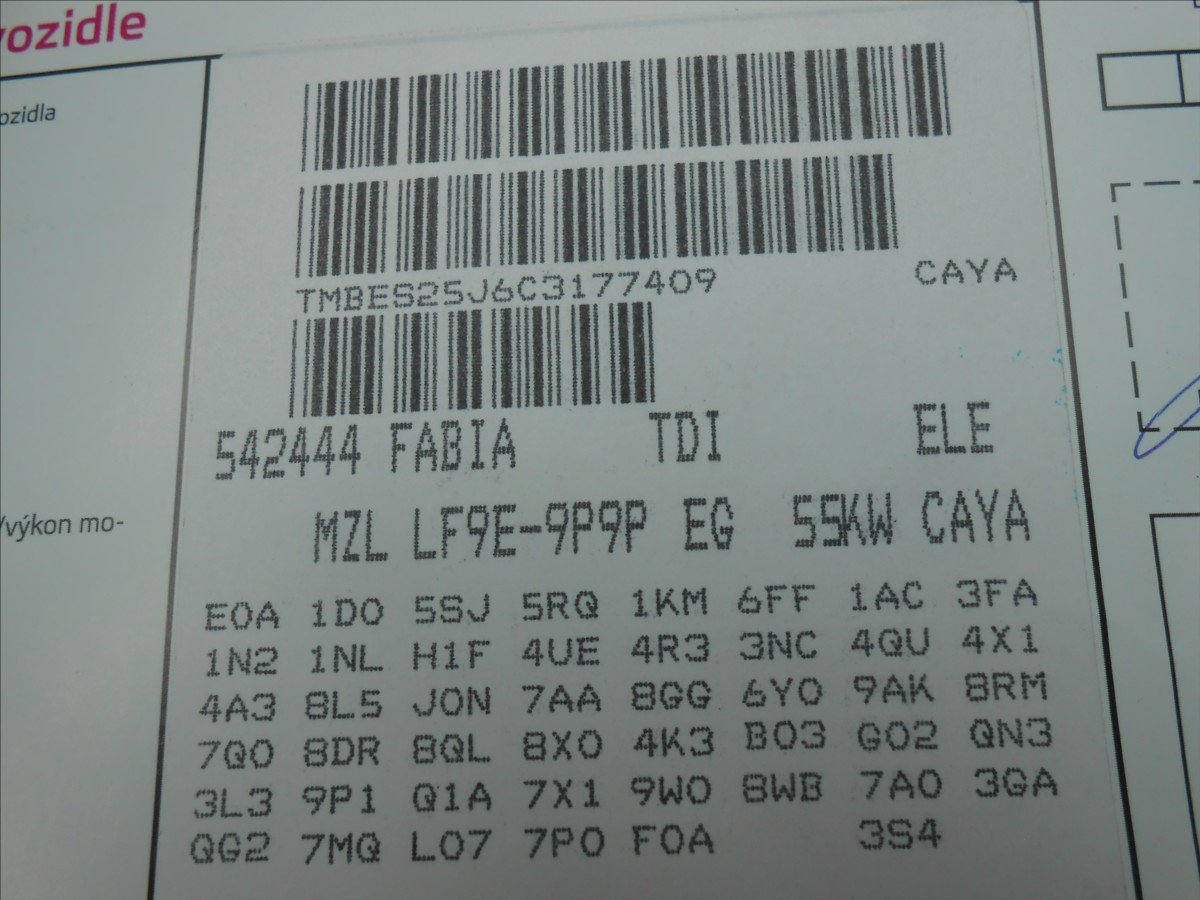 vozidle
ozidla
TMBES25J6C3177409 CAYA
542444 FABIA TDI ELE
/výkon mo-
MZL LF9E-9P9P EG 55KW CAYA
E0A 1D0 5SJ 5RQ 1KM 6FF 1AC 3FA
1N2 1NL H1F 4UE 4R3 3NC 4QU 4X1
4A3 8L5 J0N 7AA 8GG 6Y0 9AK 8RM
7Q0 8DR 8QL 8X0 4K3 B03 G02 QN3
3L3 9P1 Q1A 7X1 9W0 8WB 7A0 3GA
QG2 7MQ L07 7P0 F0A 3S4